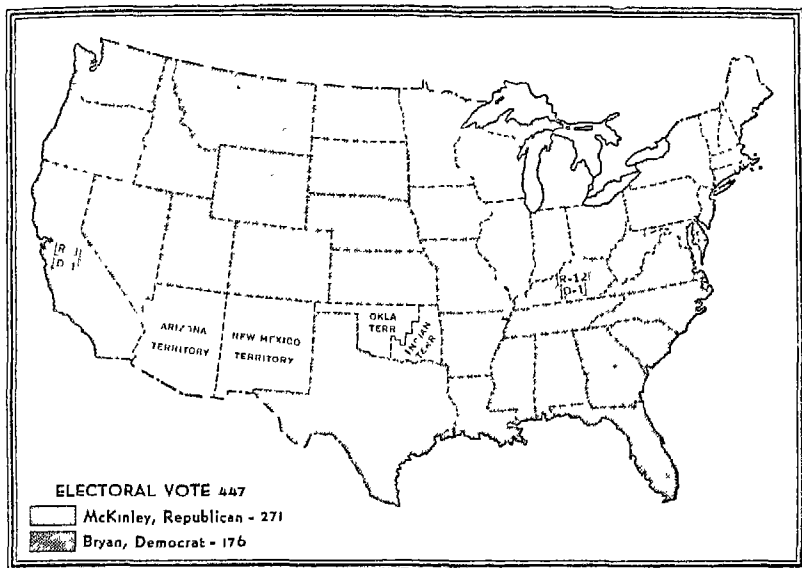 R
D-1
R-12
D-1
OKLA
TERR
INDIAN
TERR
ARIZONA
TERRITORY
NEW MEXICO
TERRITORY
ELECTORAL VOTE 447
McKinley, Republican - 271
Bryan, Democrat - 176